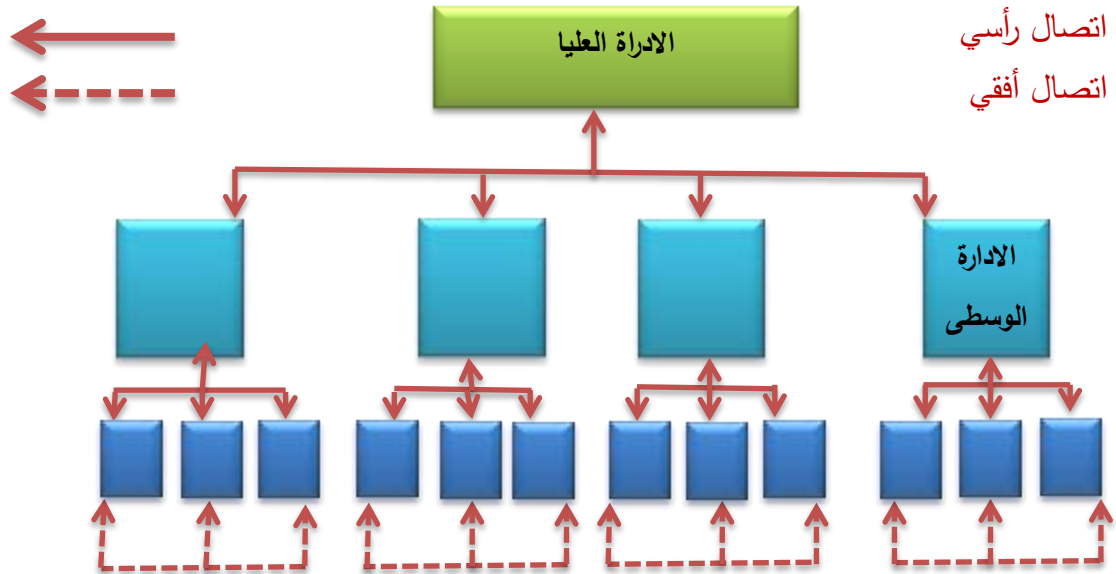 اتصال رأسي
الادراة العليا
اتصال أفقي
الادارة
الوسطى